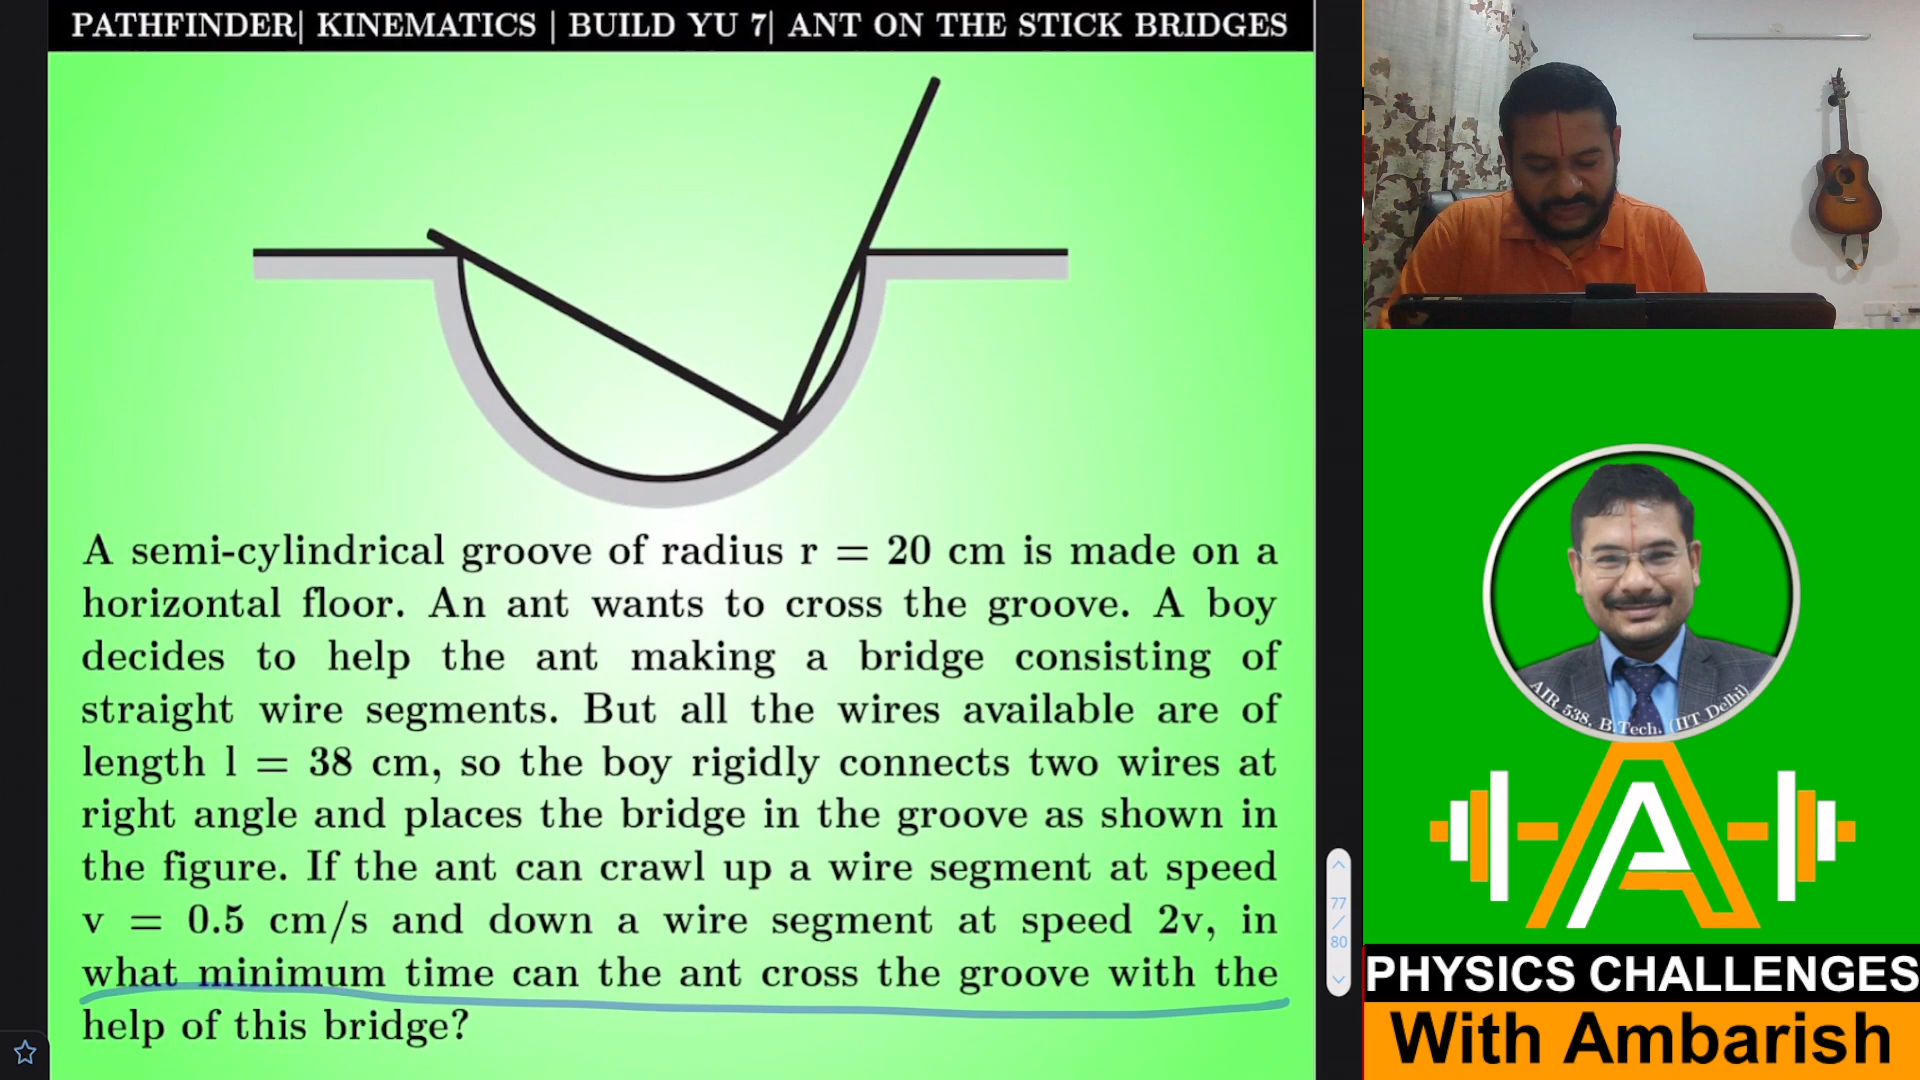 PATHFINDER| KINEMATICS | BUILD YU 7| ANT ON THE STICK BRIDGES
A semi-cylindrical groove of radius r = 20 cm is made on a
horizontal floor. An ant wants to cross the groove. A boy
decides to help the ant making a bridge consisting of
straight wire segments. But all the wires available are of
length l = 38 cm, so the boy rigidly connects two wires at
right angle and places the bridge in the groove as shown in
the figure. If the ant can crawl up a wire segment at speed
v = 0.5 cm/s and down a wire segment at speed 2v, in
what minimum time can the ant cross the groove with the
help of this bridge?
77
/
80
AIR 538, B.Tech. (IIT Delhi)
A
PHYSICS CHALLENGES
With Ambarish